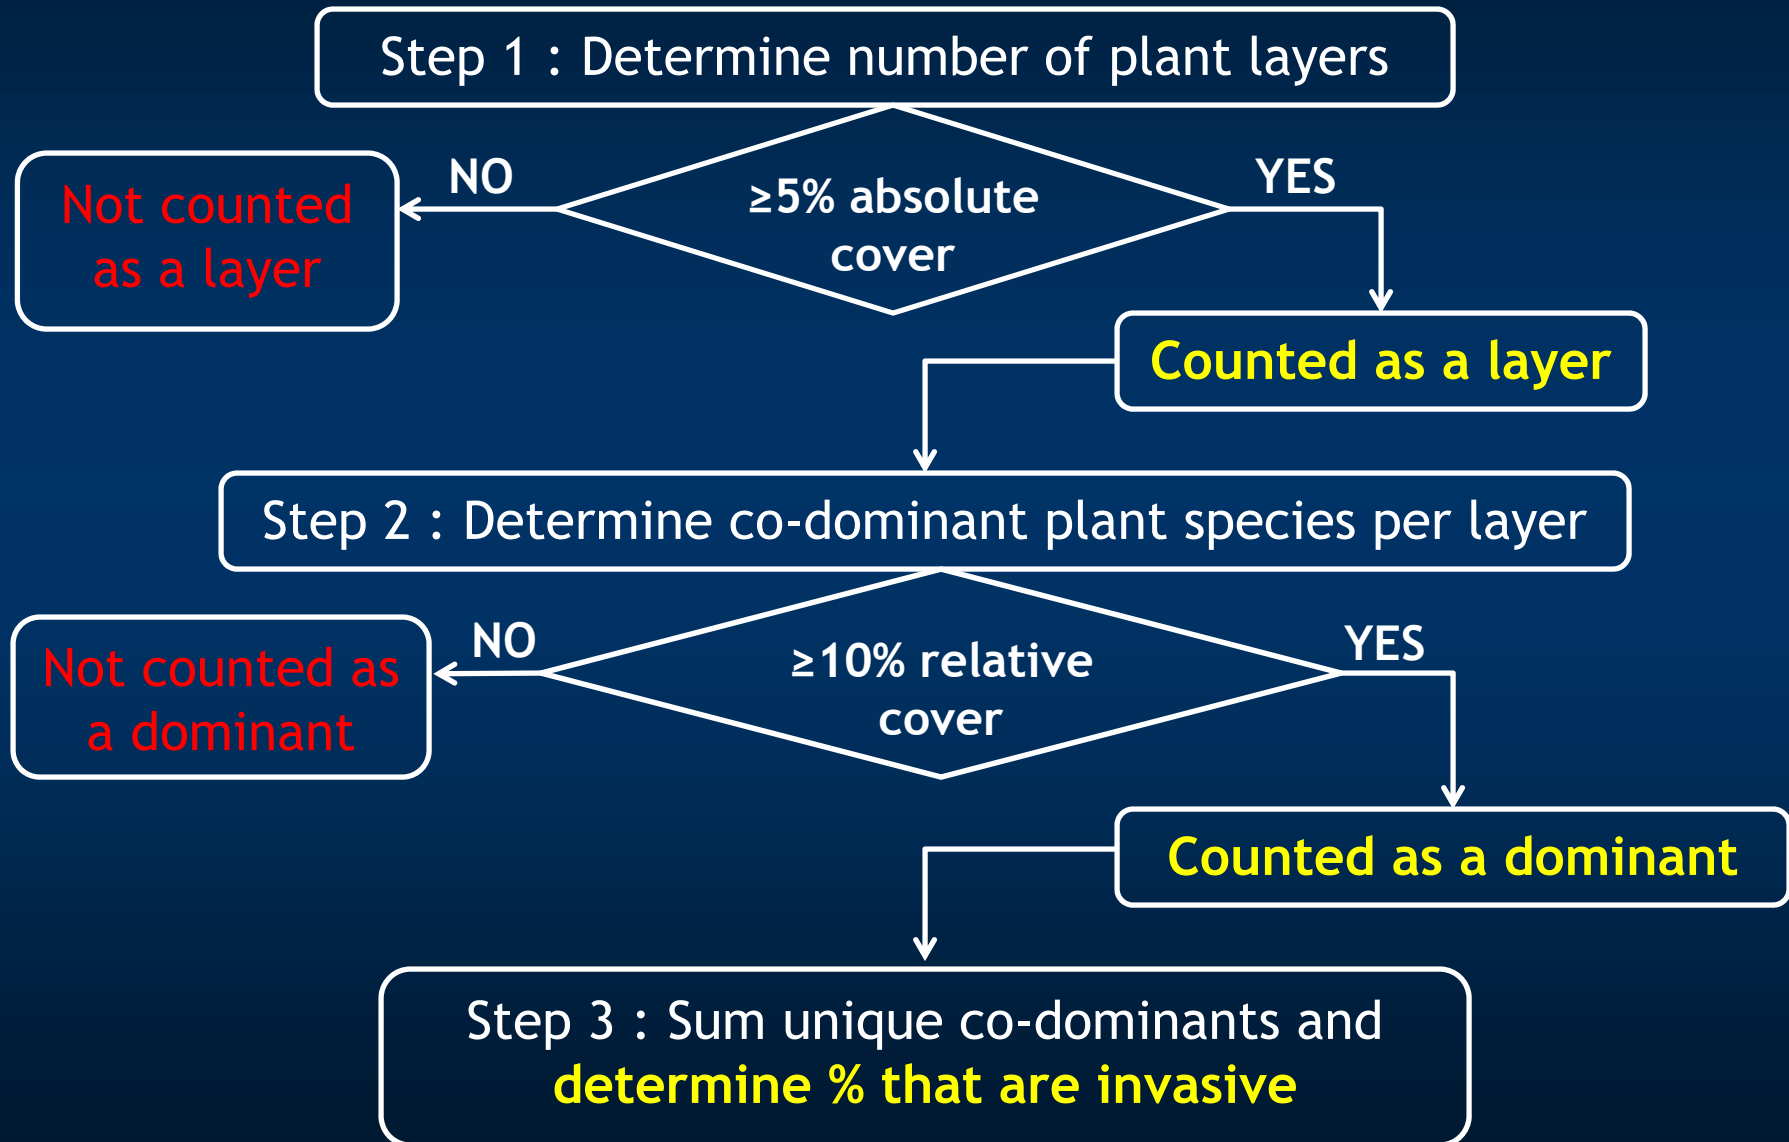 Step 1 : Determine number of plant layers
NO
YES
≥5% absolute
cover
Not counted
as a layer
Counted as a layer
Step 2 : Determine co-dominant plant species per layer
NO
YES
≥10% relative
cover
Not counted as
a dominant
Counted as a dominant
Step 3 : Sum unique co-dominants and
determine % that are invasive